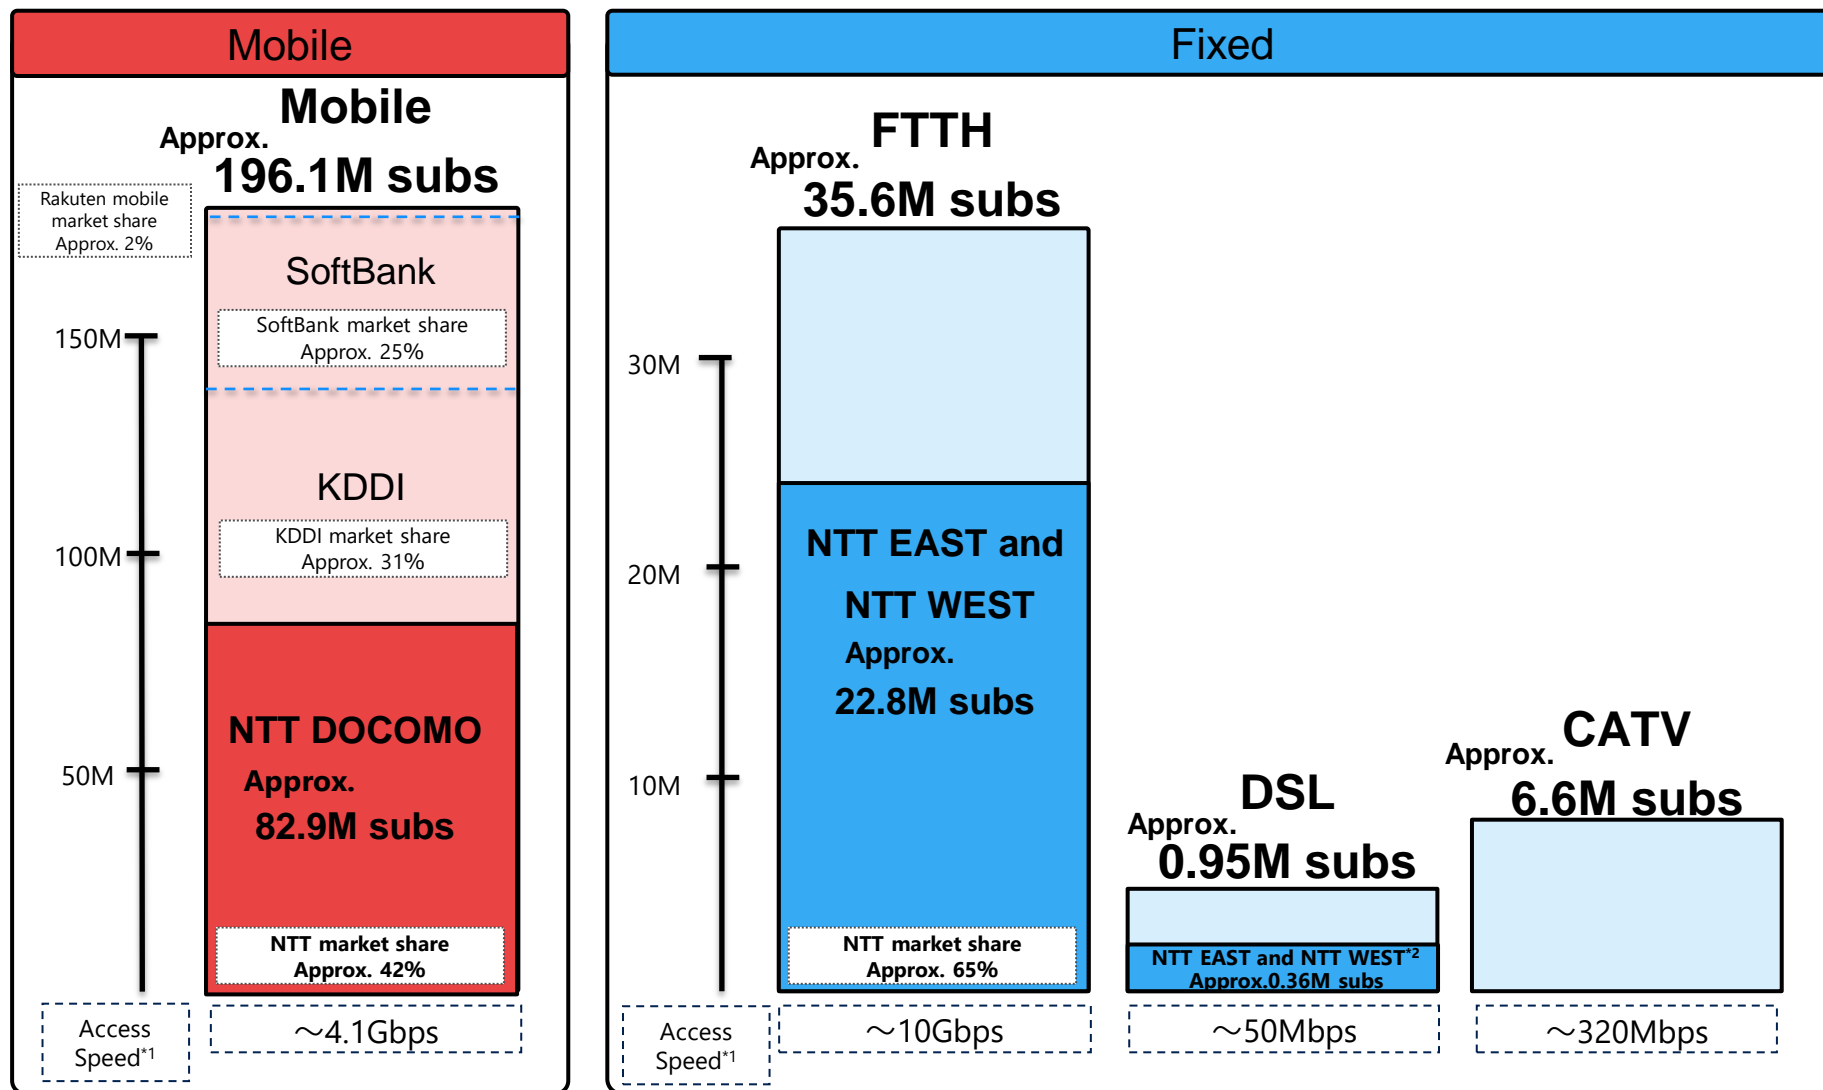 Mobile
Mobile
Approx.
196.1M subs
Rakuten mobile
market share
Approx. 2%
SoftBank
SoftBank market share
Approx. 25%
150M
KDDI
KDDI market share
Approx. 31%
100M
NTT DOCOMO
Approx.
82.9M subs
50M
NTT market share
Approx. 42%
Access
Speed*1
～4.1Gbps
Fixed
FTTH
Approx.
35.6M subs
30M
20M
10M
NTT EAST and
NTT WEST
Approx.
22.8M subs
NTT market share
Approx. 65%
DSL
Approx.
0.95M subs
NTT EAST and NTT WEST*2
Approx.0.36M subs
CATV
Approx.
6.6M subs
Access
Speed*1
～10Gbps
～50Mbps
～320Mbps